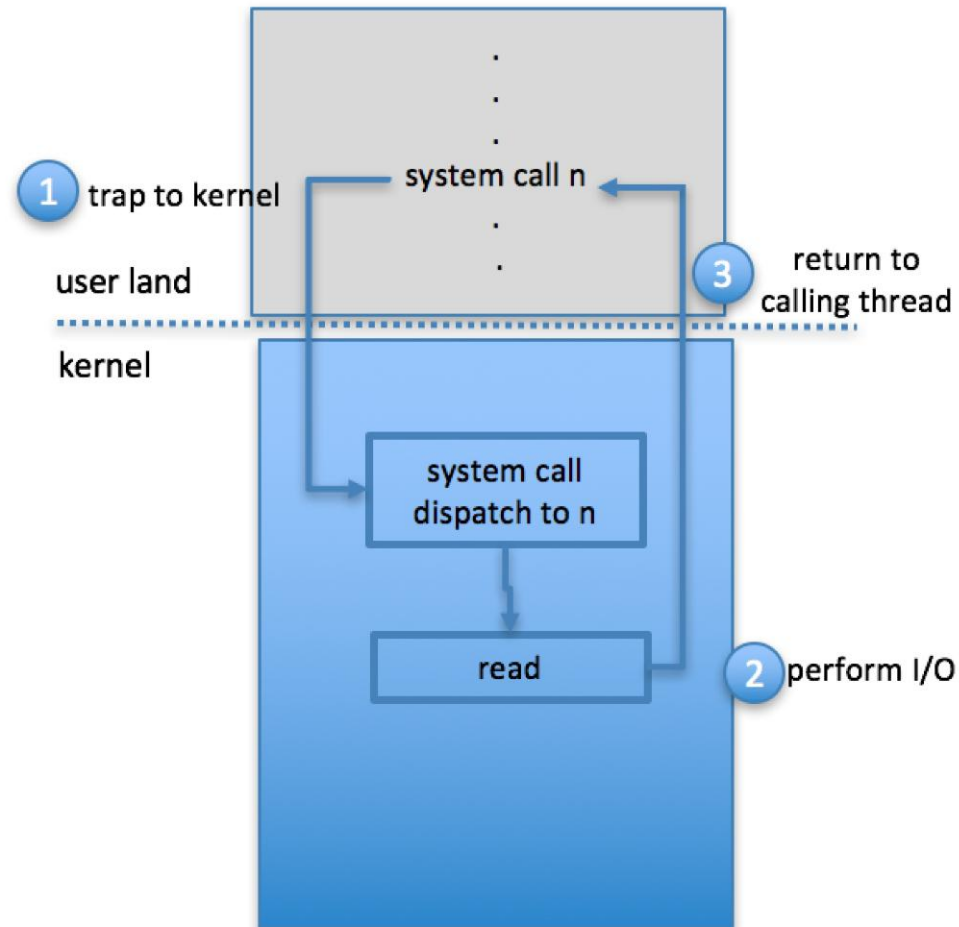 .
.
.
system call n
1 trap to kernel
.
.
user land
3 return to
calling thread
kernel
system call
dispatch to n
read
2 perform I/O